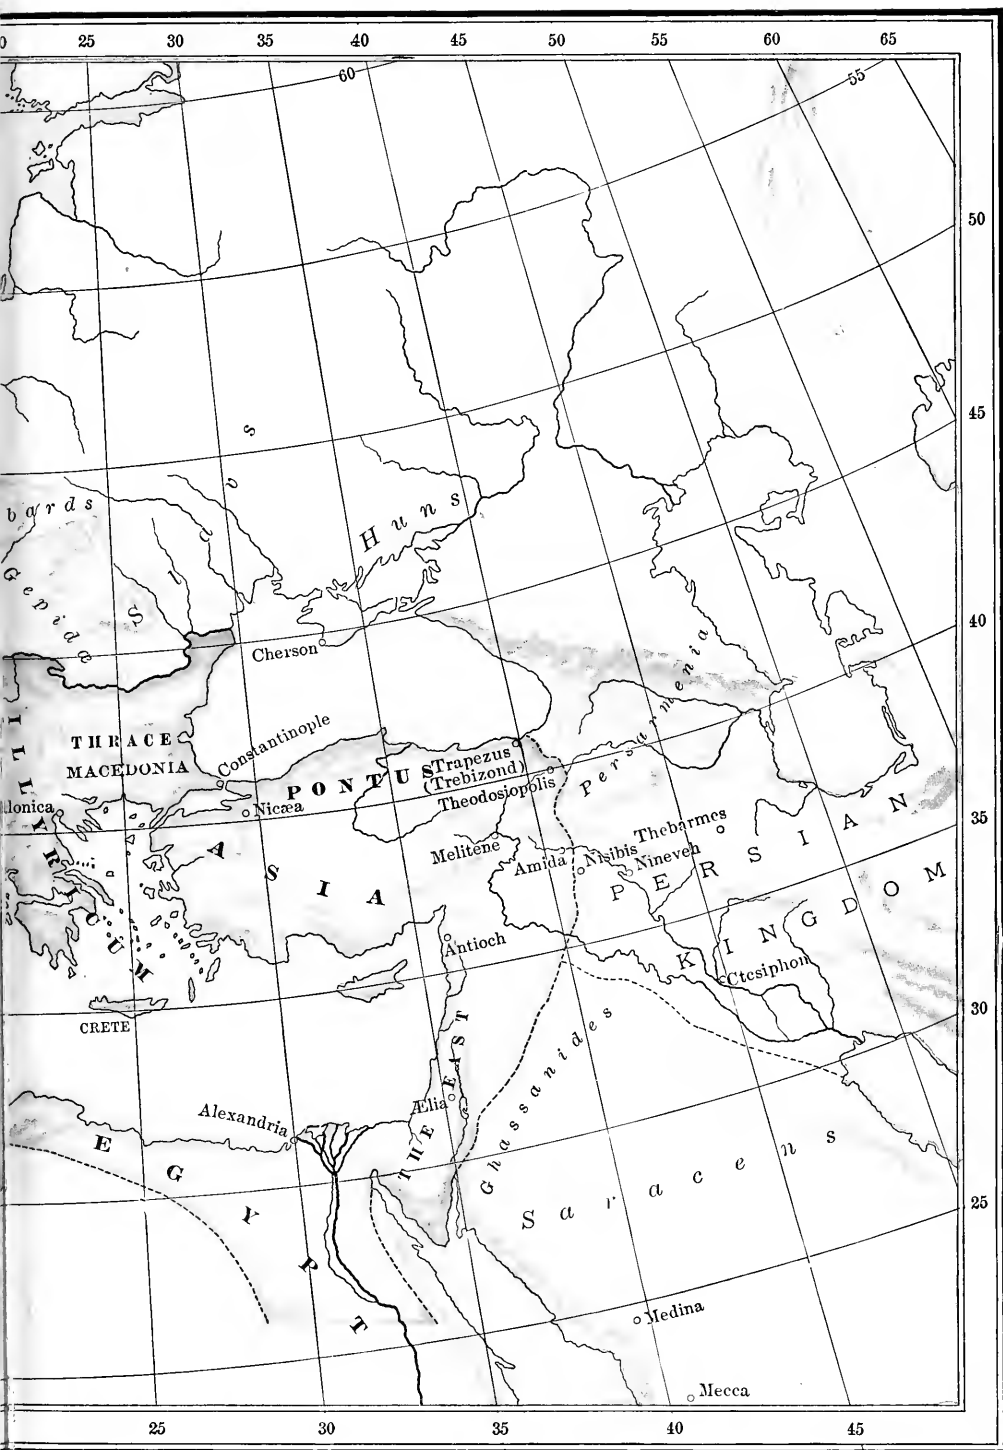 0 25 30 35 40 45 50 55 60 65
60
55
50
45
40
35
30
25
Slavs
Huns
bards
Gepidæ
Cherson
Persarmenia
THRACE
MACEDONIA
Constantinople
PONTUS
Trapezus
(Trebizond)
Theodosiopolis
lonica
Nicæa
ILLYRICUM
ASIA
Melitene
Amida
Nisibis
Nineveh
Thebarmes
PERSIAN
KINGDOM
Antioch
Ctesiphon
CRETE
THE EAST
Ælia
Ghassanides
Alexandria
EGYPT
Saracens
Medina
Mecca
25 30 35 40 45